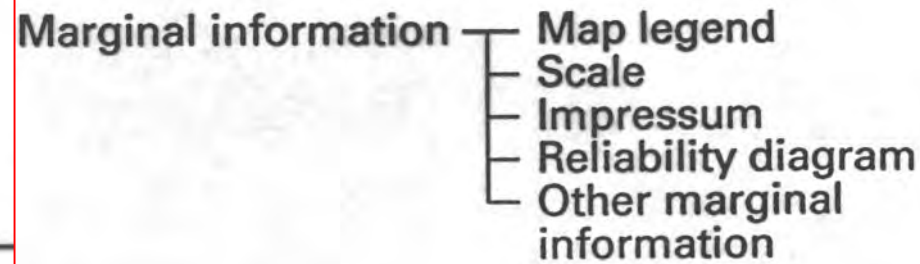 Marginal information
Map legend
Scale
Impressum
Reliability diagram
Other marginal
information